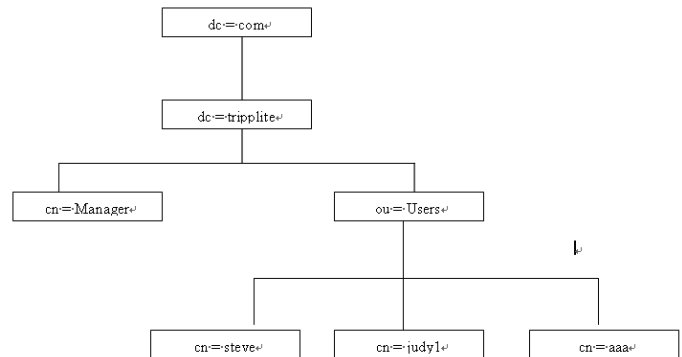 dc = com
dc = tripplite
cn = Manager
ou = Users
cn = steve
cn = judy1
cn = aaa